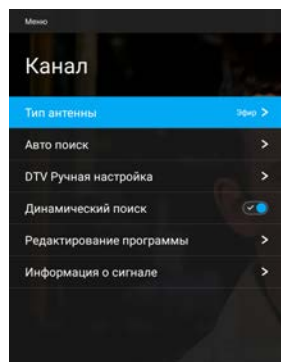 Меню
Канал
Тип антенны Эфир
Авто поиск
DTV Ручная настройка
Динамический поиск
Редактирование программы
Информация о сигнале